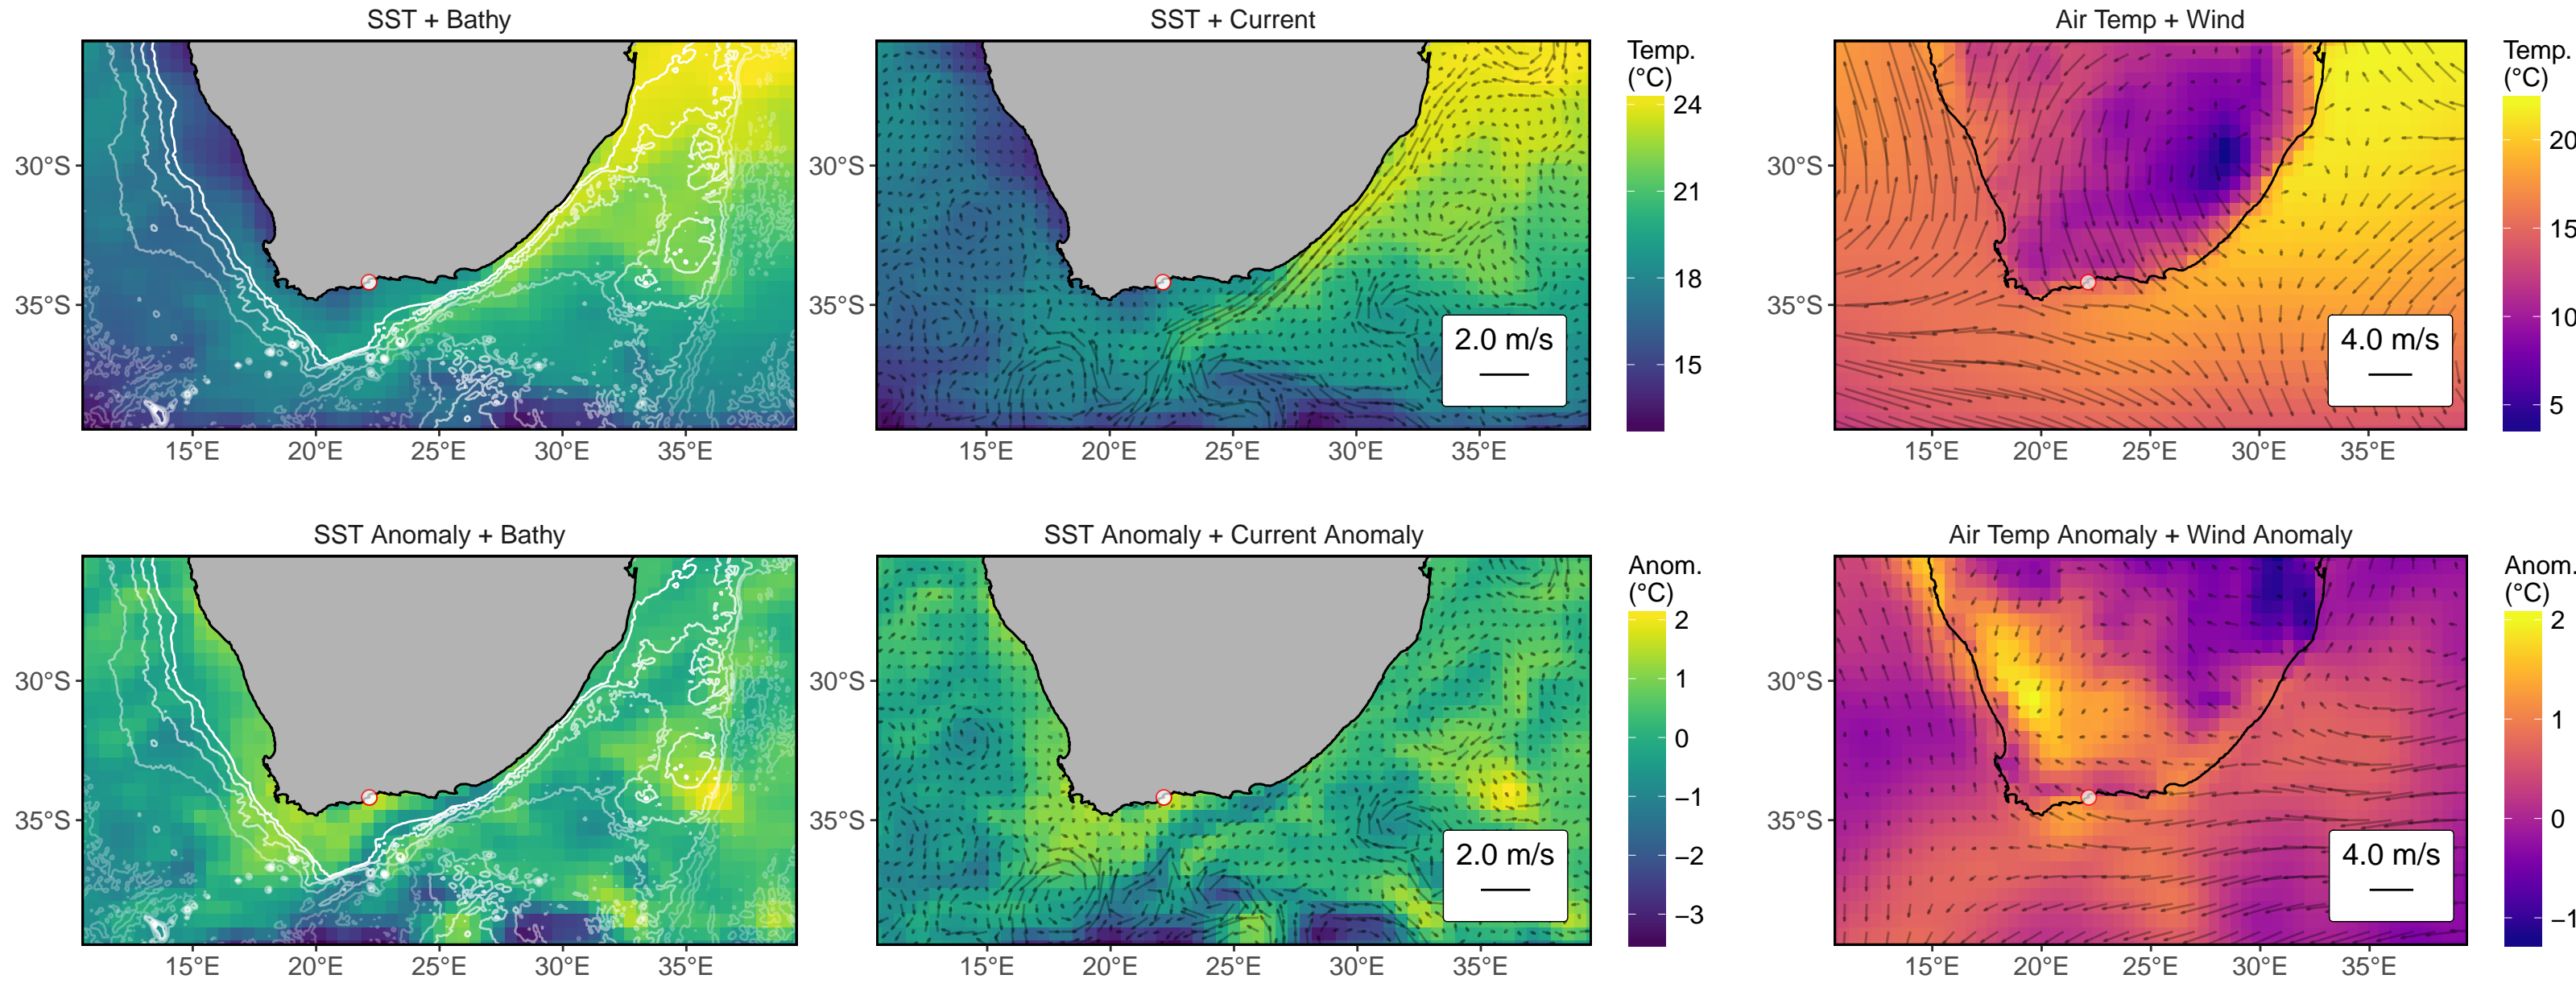 SST + Bathy
SST + Current
Air Temp + Wind
30°S
35°S
15°E 20°E 25°E 30°E 35°E
30°S
35°S
2.0 m/s
15°E 20°E 25°E 30°E 35°E
Temp.
(°C)
24
21
18
15
30°S
35°S
4.0 m/s
15°E 20°E 25°E 30°E 35°E
Temp.
(°C)
20
15
10
5
SST Anomaly + Bathy
SST Anomaly + Current Anomaly
Air Temp Anomaly + Wind Anomaly
30°S
35°S
15°E 20°E 25°E 30°E 35°E
30°S
35°S
2.0 m/s
15°E 20°E 25°E 30°E 35°E
Anom.
(°C)
2
1
0
−1
−2
−3
30°S
35°S
4.0 m/s
15°E 20°E 25°E 30°E 35°E
Anom.
(°C)
2
1
0
−1